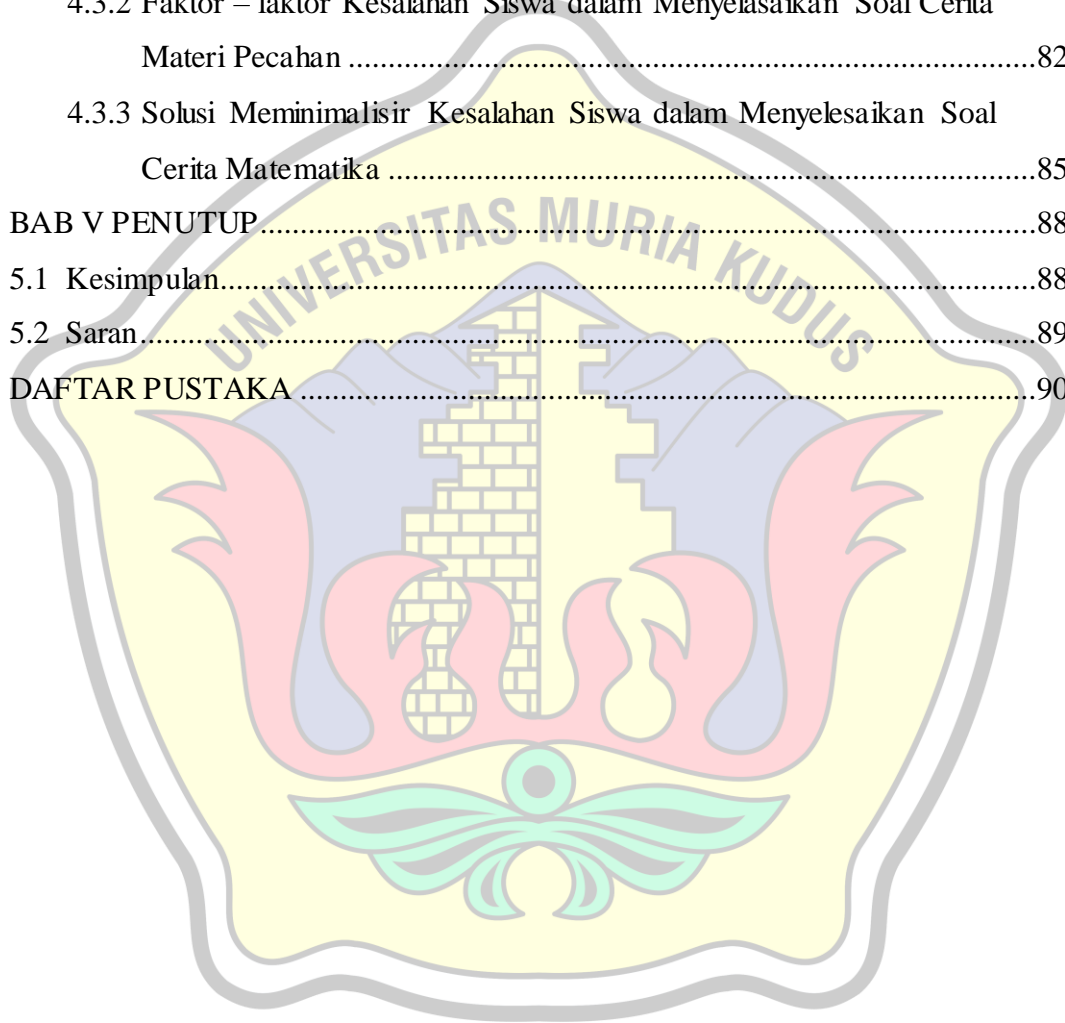 4.3.2 Faktor – faktor Kesalahan Siswa dalam Menyelasaikan Soal Cerita
Materi Pecahan ........................................................................................82
4.3.3 Solusi Meminimalisir Kesalahan Siswa dalam Menyelesaikan Soal
Cerita Matematika ...................................................................................85
BAB V PENUTUP....................................................................................................88
5.1 Kesimpulan.........................................................................................................88
5.2 Saran...................................................................................................................89
DAFTAR PUSTAKA ..............................................................................................90
UNIVERSITAS MURIA KUDUS